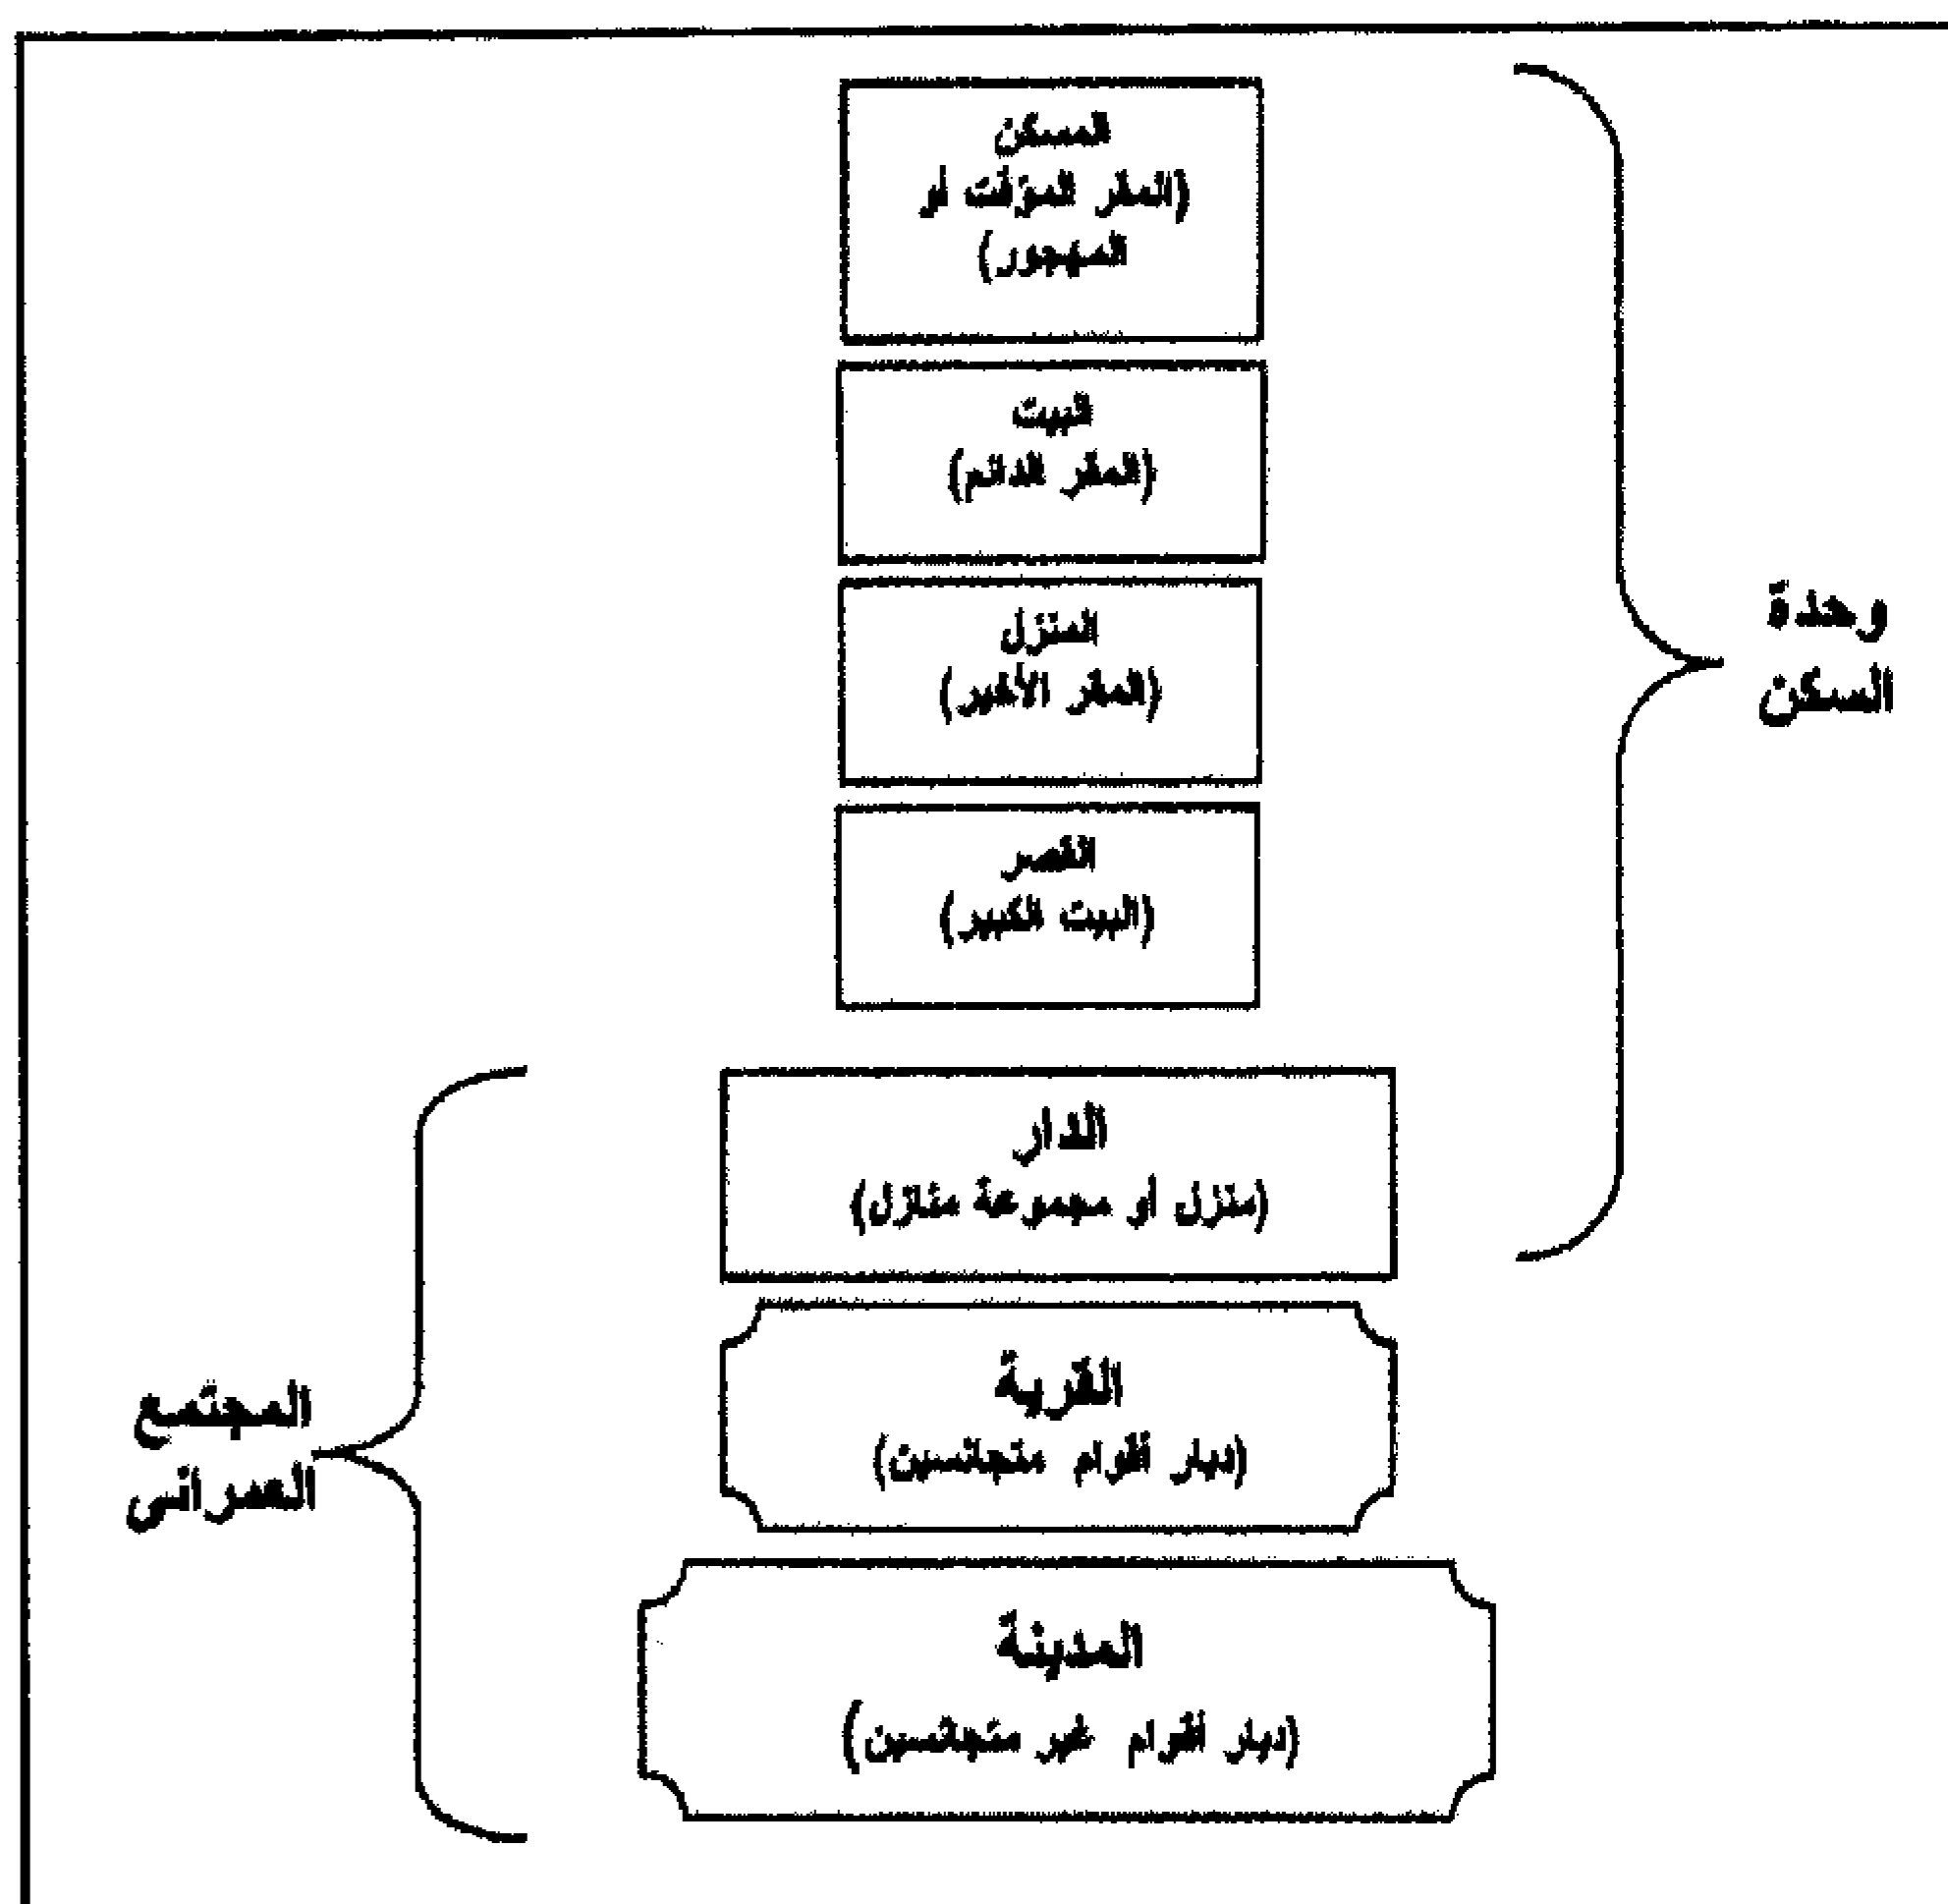 المسكن
(المقر المؤقت أو
المهجور)
البيت
(المقر الدائم)
المنزل
(المقر الأخير)
القصر
(البيت الكبير)
وحدة
السكن
الدار
(منزل أو مجموعة منازل)
القرية
(ديار أقوام متجانسين)
المدينة
(ديار أقوام غير متجانسين)
المجتمع
العمرانى